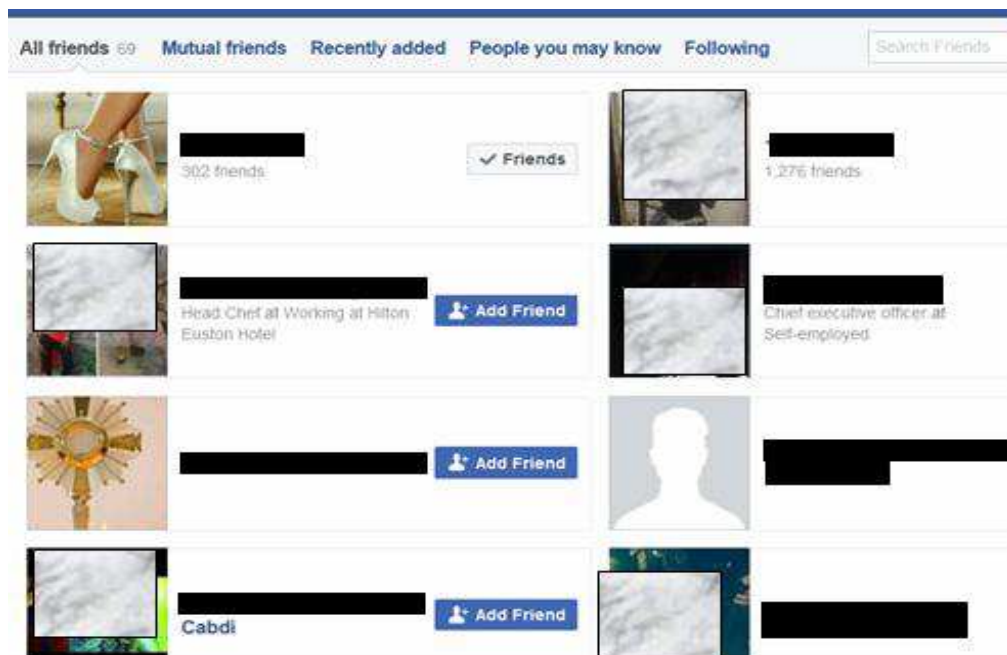 All friends 69 Mutual friends Recently added People you may know Following Search Friends
302 friends
Friends
1,276 friends
Head Chef at Working at Hilton
Euston Hotel
Add Friend
Chief executive officer at
Self-employed
Add Friend
Cabdi
Add Friend